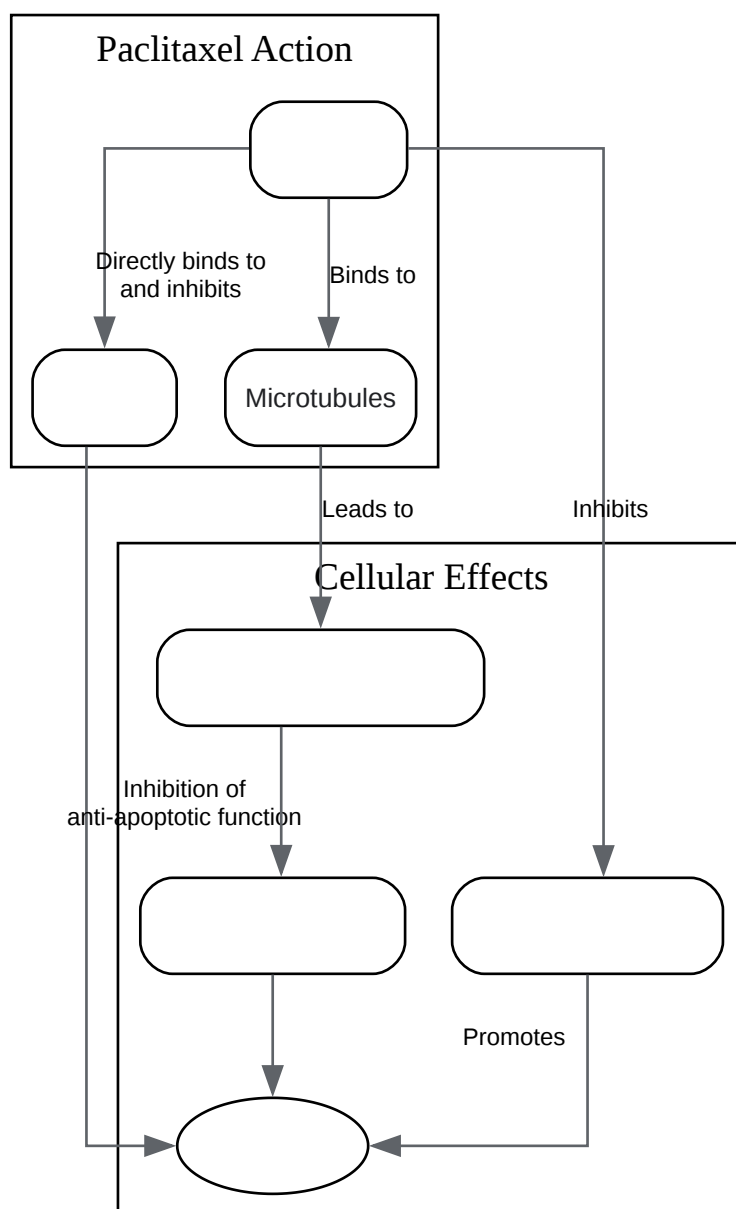 Paclitaxel Action
Directly binds to
and inhibits
Binds to
Microtubules
Leads to
Inhibits
Cellular Effects
Inhibition of
anti-apoptotic function
Promotes